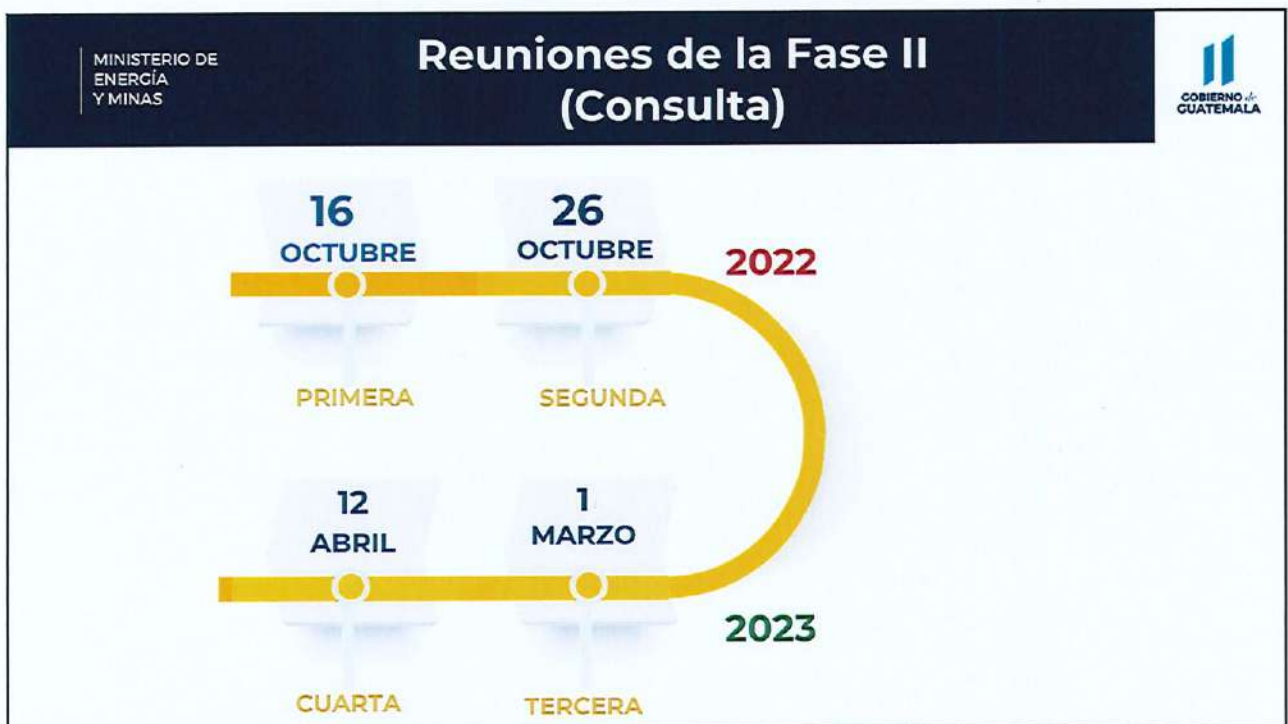 MINISTERIO DE
ENERGÍA
Y MINAS
Reuniones de la Fase II
(Consulta)
GOBIERNO de
GUATEMALA
16
OCTUBRE
26
OCTUBRE
2022
PRIMERA
SEGUNDA
12
ABRIL
1
MARZO
2023
CUARTA
TERCERA